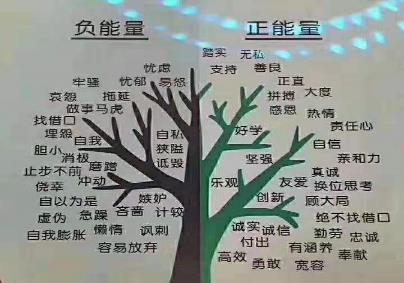 负能量
忧虑
牢骚 忧郁 易怒
哀怨 拖延
做事马虎
找借口
埋怨 自我 自私
胆小 狭隘
消极 磨蹭 诋毁
止步不前
侥幸 冲动
自以为是 嫉妒
虚伪 急躁 吝啬 计较
自我膨胀 懒惰 讽刺
容易放弃
正能量
踏实 无私
支持 善良
正直
拼搏 大度
感恩 热情
好学 责任心
自信
坚强 亲和力
真诚
乐观 友爱 换位思考
创新 顾大局
绝不找借口
诚实 诚信 勤劳 忠诚
付出 有涵养 奉献
高效 勇敢 宽容